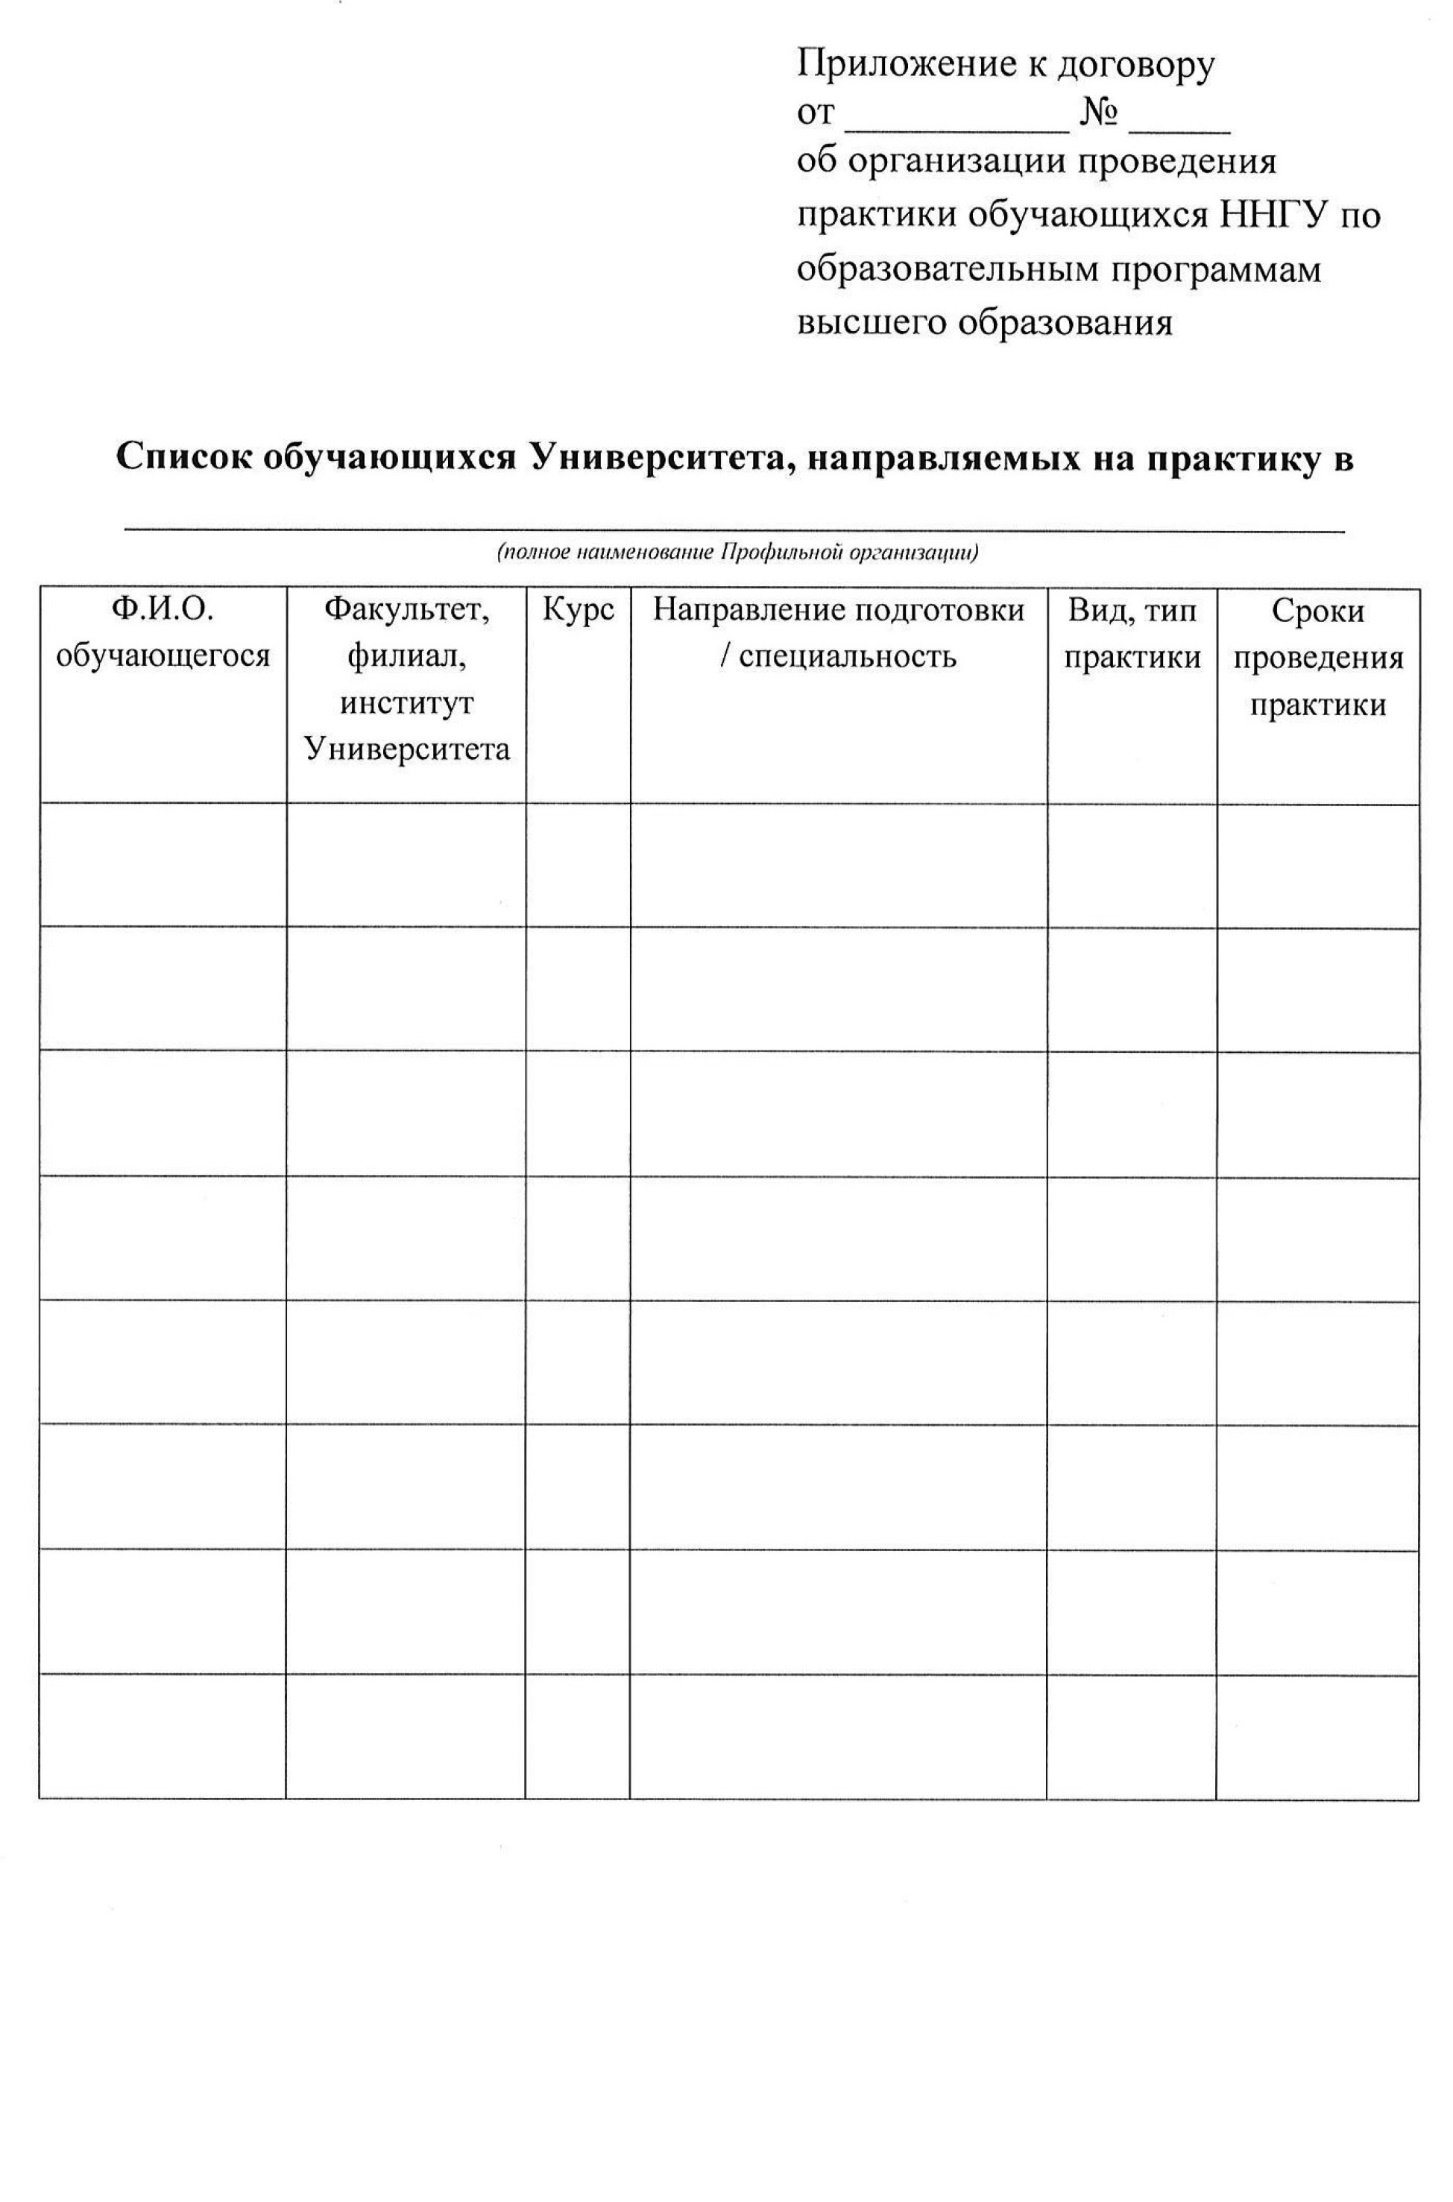 Приложение к договору
от ____________ № _____
об организации проведения
практики обучающихся ННГУ по
образовательным программам
высшего образования
Список обучающихся Университета, направляемых на практику в
(полное наименование Профильной организации)
Ф.И.О.
обучающегося
Факультет,
филиал,
институт
Университета
Курс
Направление подготовки
/ специальность
Вид, тип
практики
Сроки
проведения
практики